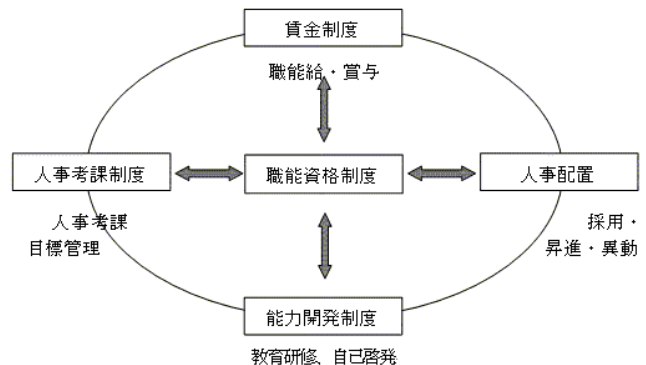 賃金制度
職能給・賞与
人事考課制度
職能資格制度
人事配置
人事考課
目標管理
採用・
昇進・異動
能力開発制度
教育研修、自己啓発